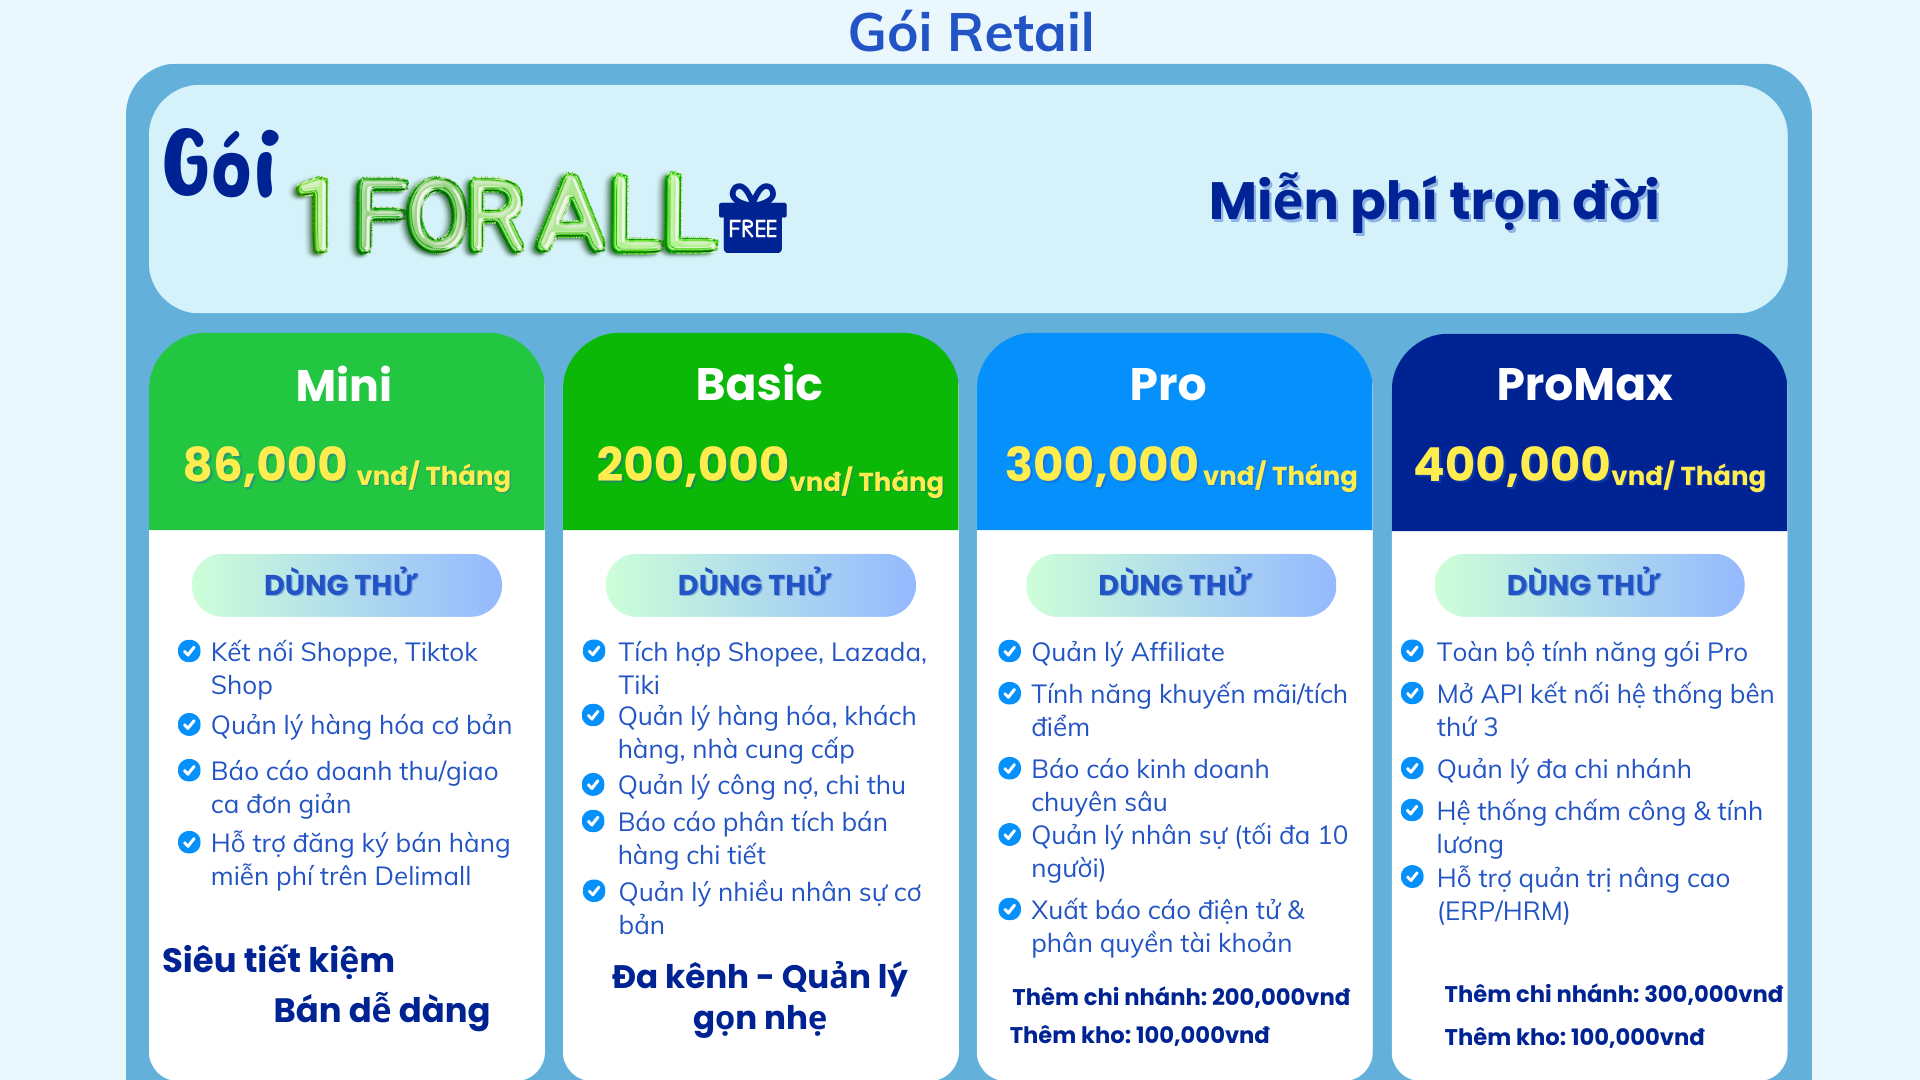 Gói Retail
Gói
1 FOR ALL
FREE
Miễn phí trọn đời
Mini
86,000 vnđ/ Tháng
DÙNG THỬ
Kết nối Shoppe, Tiktok
Shop
Quản lý hàng hóa cơ bản
Báo cáo doanh thu/giao
ca đơn giản
Hỗ trợ đăng ký bán hàng
miễn phí trên Delimall
Siêu tiết kiệm
Bán dễ dàng
Basic
200,000 vnđ/ Tháng
DÙNG THỬ
Tích hợp Shopee, Lazada,
Tiki
Quản lý hàng hóa, khách
hàng, nhà cung cấp
Quản lý công nợ, chi thu
Báo cáo phân tích bán
hàng chi tiết
Quản lý nhiều nhân sự cơ
bản
Đa kênh - Quản lý
gọn nhẹ
Pro
300,000 vnđ/ Tháng
DÙNG THỬ
Quản lý Affiliate
Tính năng khuyến mãi/tích
điểm
Báo cáo kinh doanh
chuyên sâu
Quản lý nhân sự (tối đa 10
người)
Xuất báo cáo điện tử &
phân quyền tài khoản
Thêm chi nhánh: 200,000vnđ
Thêm kho: 100,000vnđ
ProMax
400,000 vnđ/ Tháng
DÙNG THỬ
Toàn bộ tính năng gói Pro
Mở API kết nối hệ thống bên
thứ 3
Quản lý đa chi nhánh
Hệ thống chấm công & tính
lương
Hỗ trợ quản trị nâng cao
(ERP/HRM)
Thêm chi nhánh: 300,000vnđ
Thêm kho: 100,000vnđ